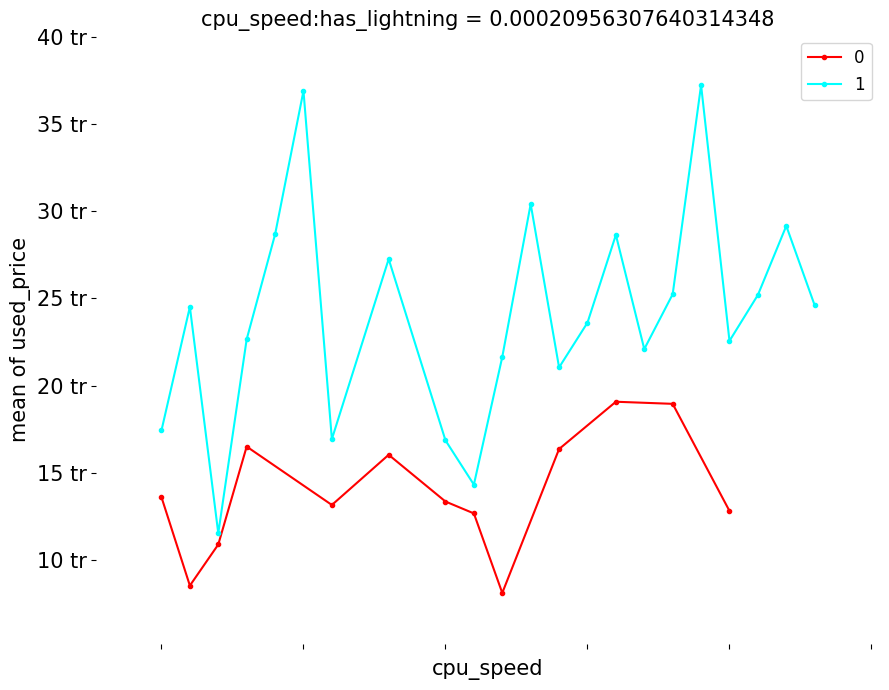 cpu_speed:has_lightning = 0.00020956307640314348
40 tr
35 tr
30 tr
25 tr
20 tr
15 tr
10 tr
mean of used_price
0
1
cpu_speed